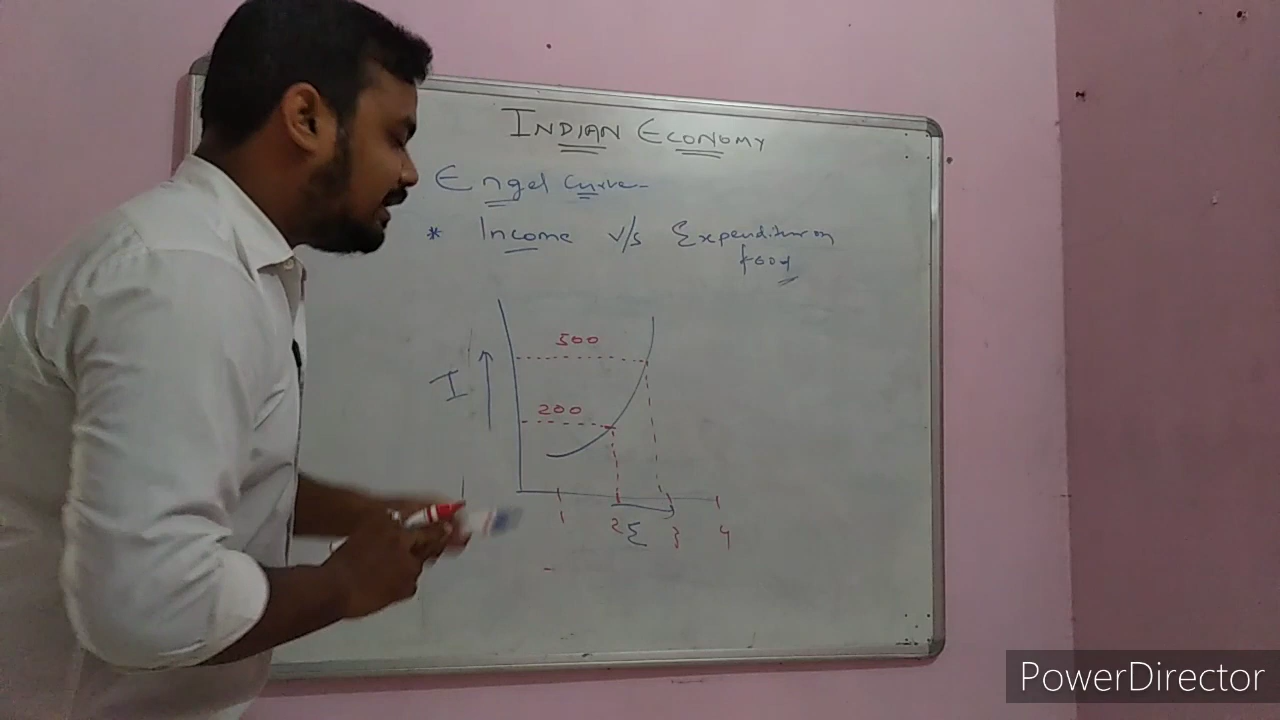 INDIAN ECONOMY
Engel Curve
* Income v/s Expenditure on
food
500
I
200
1 2 3 4
E
PowerDirector